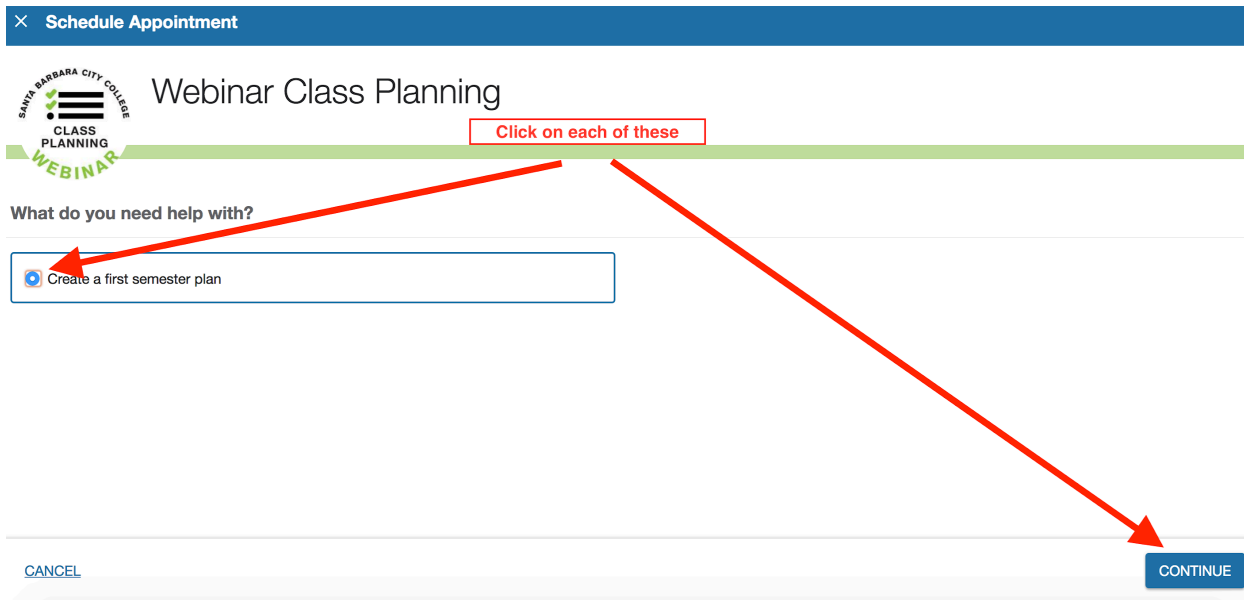 × Schedule Appointment
SANTA BARBARA CITY COLLEGE
CLASS
PLANNING
WEBINAR
Webinar Class Planning
Click on each of these
What do you need help with?
Create a first semester plan
CANCEL
CONTINUE